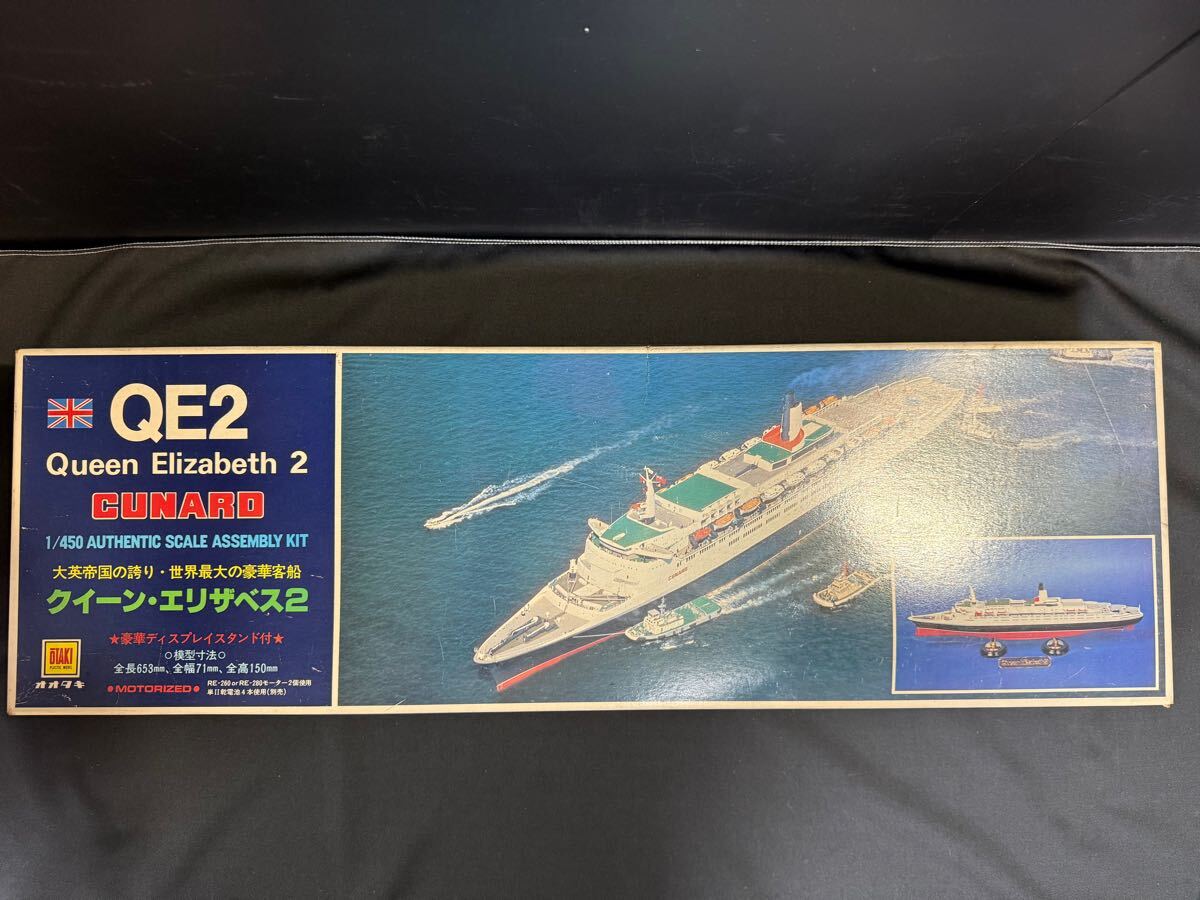 QE2
Queen Elizabeth 2
CUNARD
1/450 AUTHENTIC SCALE ASSEMBLY KIT
大英帝国の誇り・世界最大の豪華客船
クイーン・エリザベス2
★豪華ディスプレイスタンド付★
○模型寸法○
全長653mm、全幅71mm、全高150mm
●MOTORIZED●
RE-260 or RE-280モーター2個使用
単Ⅱ乾電池4本使用(別売)
OTAKI
PLASTIC MODEL
オオタキ
CUNARD
Queen Elizabeth 2